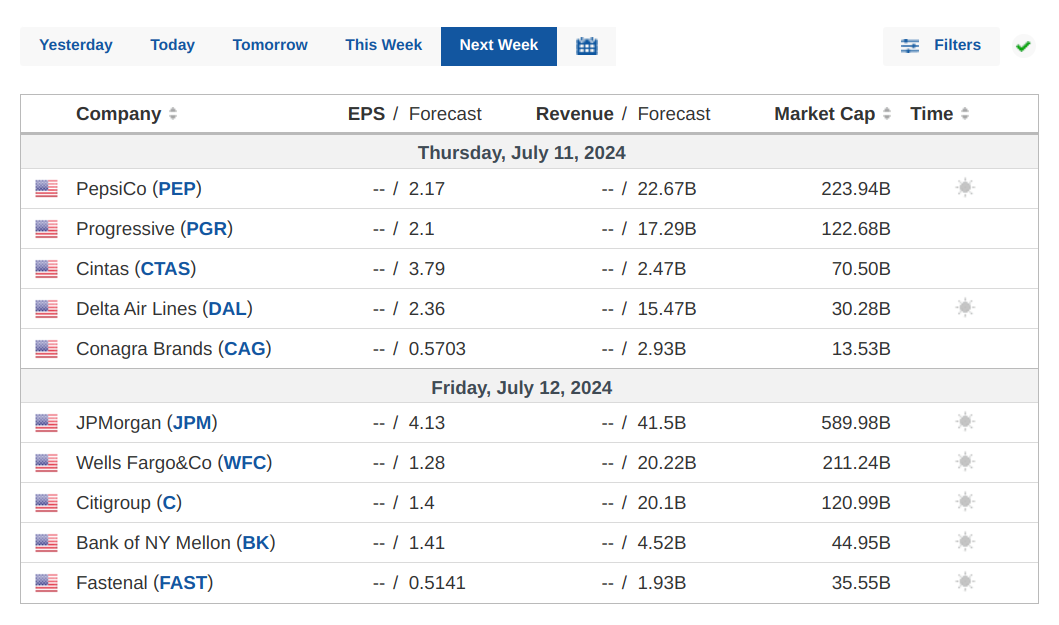 Yesterday Today Tomorrow This Week Next Week Filters
Company EPS / Forecast Revenue / Forecast Market Cap Time
Thursday, July 11, 2024
PepsiCo (PEP) -- / 2.17 -- / 22.67B 223.94B
Progressive (PGR) -- / 2.1 -- / 17.29B 122.68B
Cintas (CTAS) -- / 3.79 -- / 2.47B 70.50B
Delta Air Lines (DAL) -- / 2.36 -- / 15.47B 30.28B
Conagra Brands (CAG) -- / 0.5703 -- / 2.93B 13.53B
Friday, July 12, 2024
JPMorgan (JPM) -- / 4.13 -- / 41.5B 589.98B
Wells Fargo&Co (WFC) -- / 1.28 -- / 20.22B 211.24B
Citigroup (C) -- / 1.4 -- / 20.1B 120.99B
Bank of NY Mellon (BK) -- / 1.41 -- / 4.52B 44.95B
Fastenal (FAST) -- / 0.5141 -- / 1.93B 35.55B